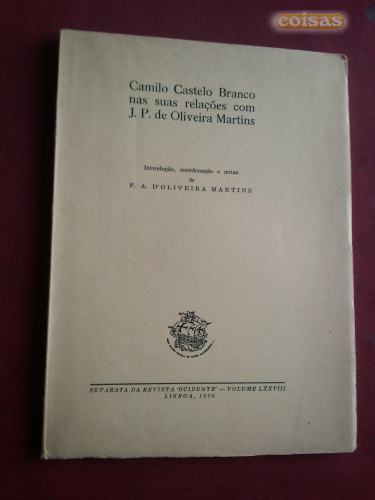 coisas
Camilo Castelo Branco
nas suas relações com
J. P. de Oliveira Martins
Introdução, coordenação e notas
de
F. A. D'OLIVEIRA MARTINS
SEPARATA DA REVISTA 'OCIDENTE' — VOLUME LXXVIII
LISBOA, 1970